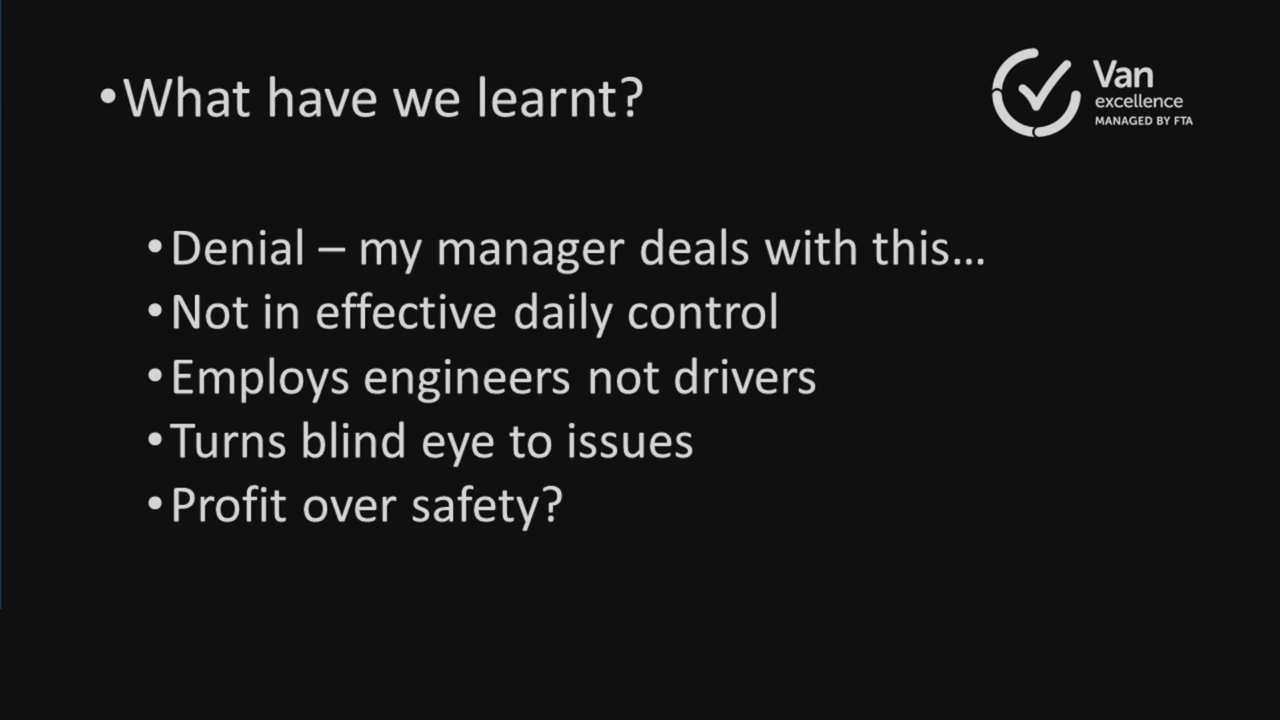 •What have we learnt?
Van
excellence
MANAGED BY FTA
•Denial – my manager deals with this...
•Not in effective daily control
•Employs engineers not drivers
•Turns blind eye to issues
•Profit over safety?